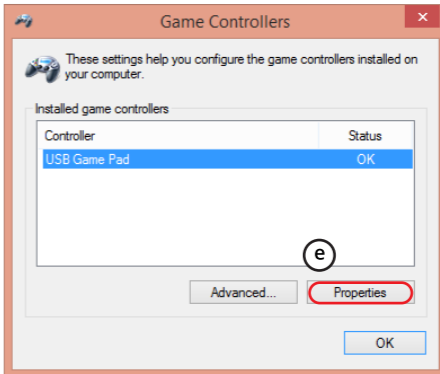 Game Controllers
These settings help you configure the game controllers installed on
your computer.
Installed game controllers
Controller Status
USB Game Pad OK
e
Advanced... Properties
OK